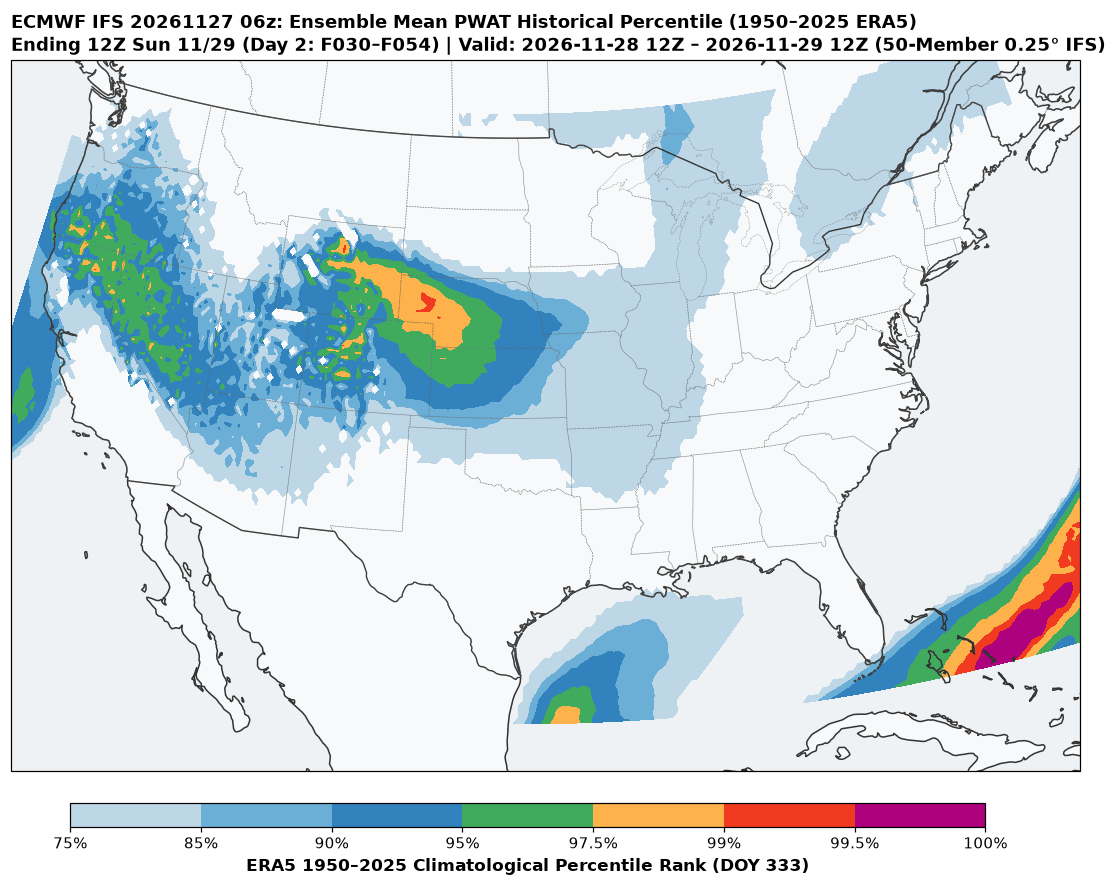 ECMWF IFS 20261127 06z: Ensemble Mean PWAT Historical Percentile (1950–2025 ERA5)
Ending 12Z Sun 11/29 (Day 2: F030–F054) | Valid: 2026-11-28 12Z – 2026-11-29 12Z (50-Member 0.25° IFS)
75% 85% 90% 95% 97.5% 99% 99.5% 100%
ERA5 1950–2025 Climatological Percentile Rank (DOY 333)